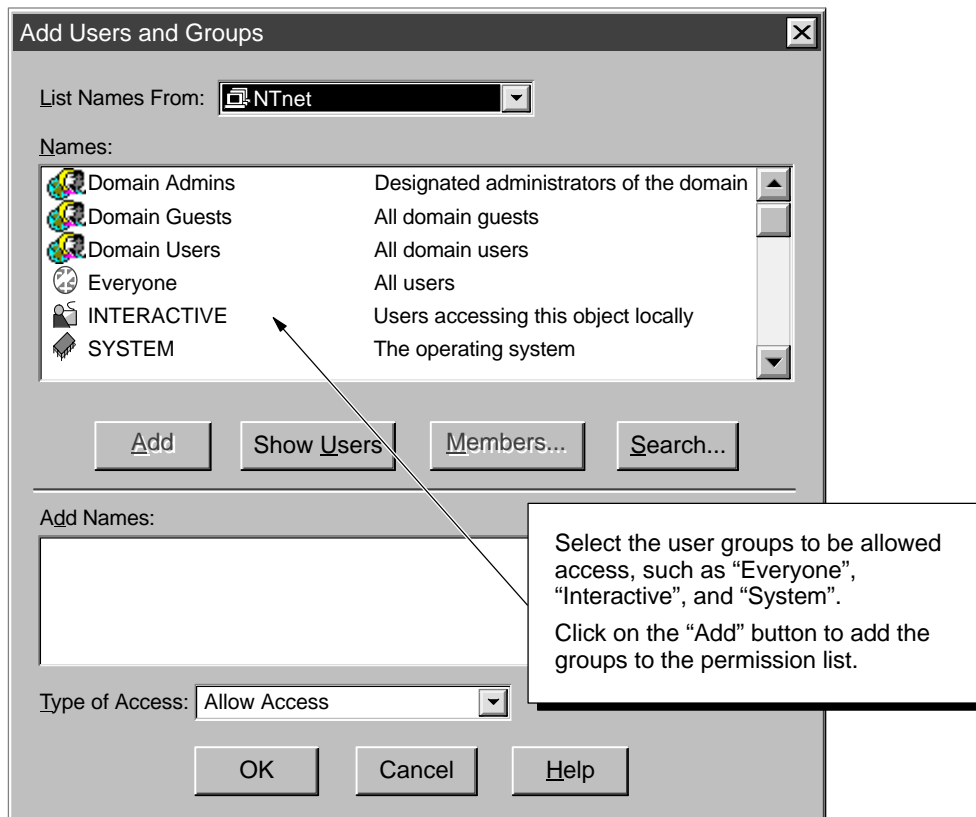 Add Users and Groups
List Names From: NTnet
Names:
Domain Admins Designated administrators of the domain
Domain Guests All domain guests
Domain Users All domain users
Everyone All users
INTERACTIVE Users accessing this object locally
SYSTEM The operating system
Add Show Users Members... Search...
Add Names:
Select the user groups to be allowed
access, such as “Everyone”,
“Interactive”, and “System”.
Click on the “Add” button to add the
groups to the permission list.
Type of Access: Allow Access
OK Cancel Help